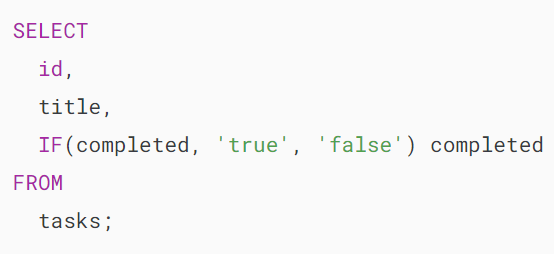 SELECT
  id,
  title,
  IF(completed, 'true', 'false') completed
FROM
  tasks;